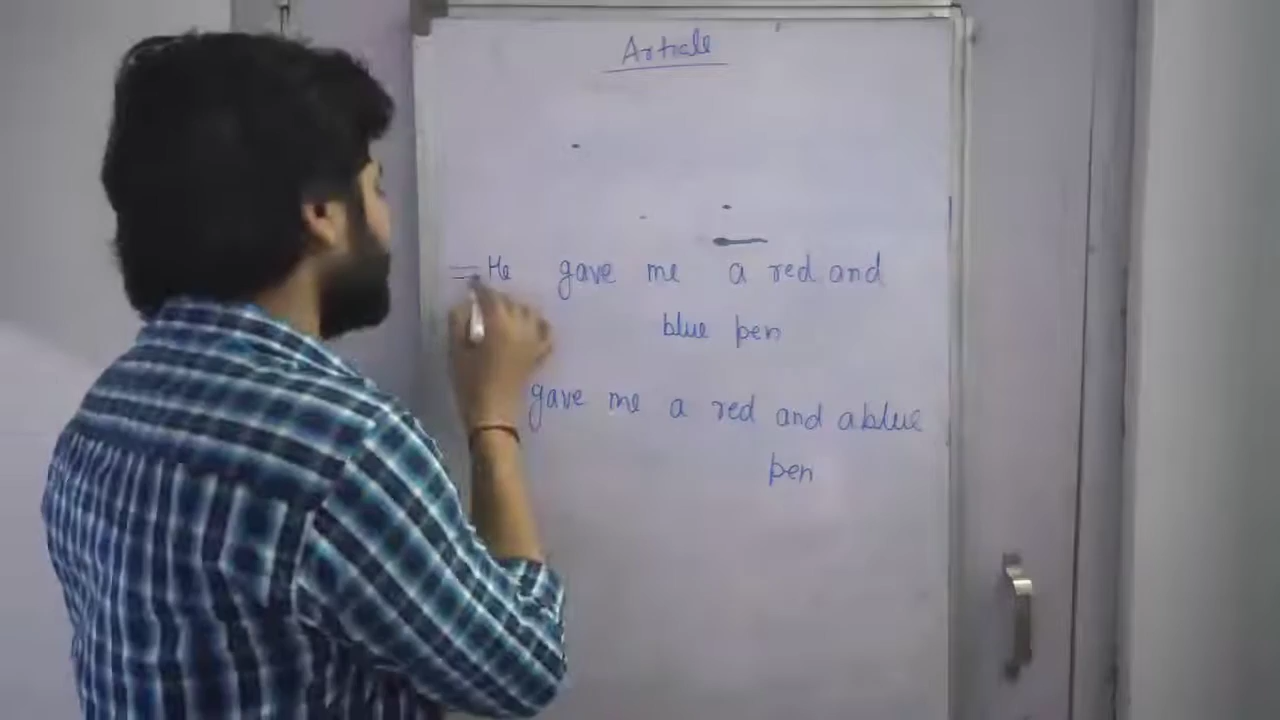 Article
He gave me a red and
blue pen
gave me a red and a blue
pen